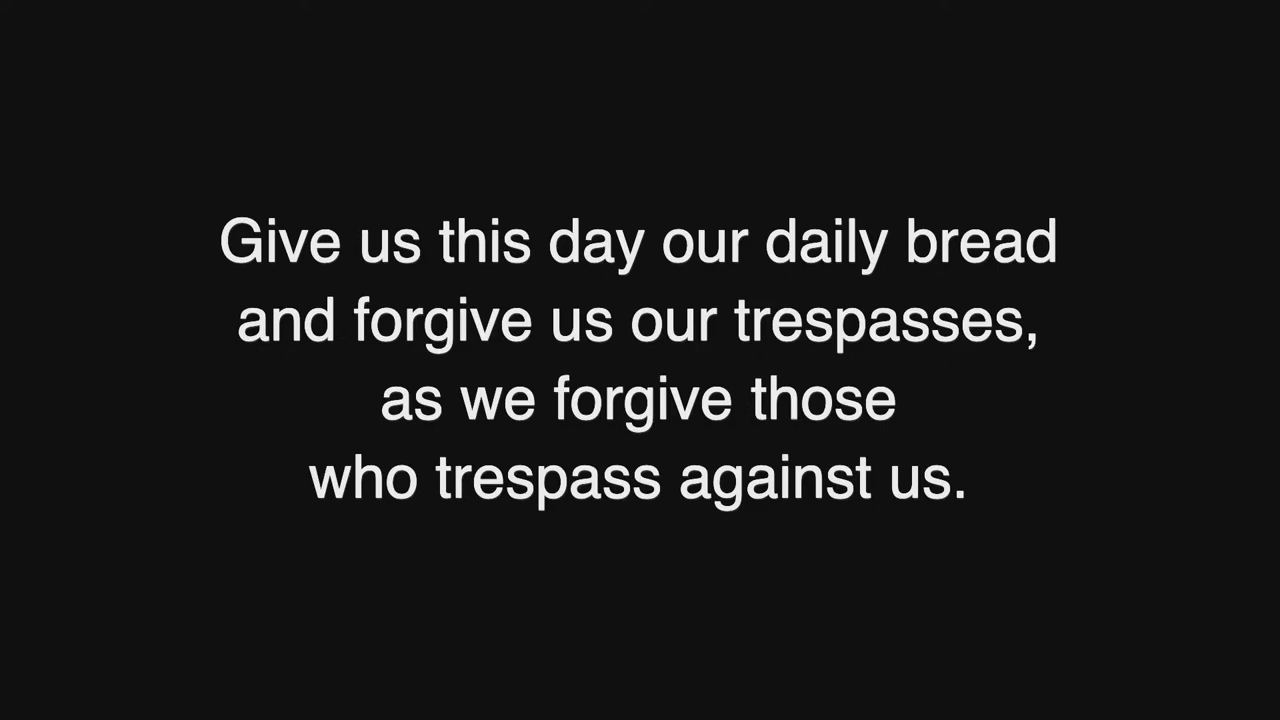 Give us this day our daily bread
and forgive us our trespasses,
as we forgive those
who trespass against us.